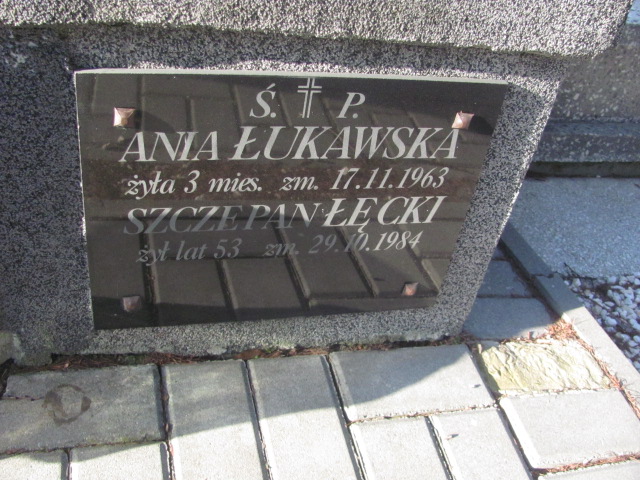 Ś. P.
ANIA ŁUKAWSKA
żyła 3 mies. zm. 17.11.1963
SZCZEPAN ŁĘCKI
żył lat 53 zm. 29.10.1984